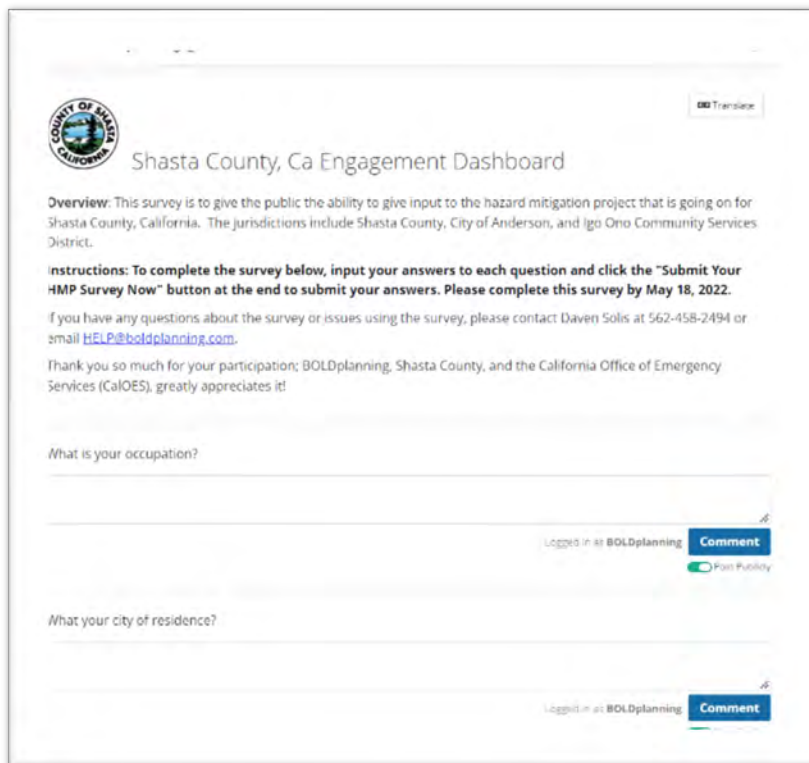 COUNTY OF SHASTA
CALIFORNIA
Translate
Shasta County, Ca Engagement Dashboard
Overview: This survey is to give the public the ability to give input to the hazard mitigation project that is going on for
Shasta County, California. The jurisdictions include Shasta County, City of Anderson, and Igo Ono Community Services
District.
Instructions: To complete the survey below, input your answers to each question and click the "Submit Your
HMP Survey Now" button at the end to submit your answers. Please complete this survey by May 18, 2022.
If you have any questions about the survey or issues using the survey, please contact Daven Solis at 562-458-2494 or
email HELP@boldplanning.com.
Thank you so much for your participation; BOLDplanning, Shasta County, and the California Office of Emergency
Services (CalOES), greatly appreciates it!
What is your occupation?
Logged in as BOLDplanning Comment
Post Publicly
What your city of residence?
Logged in as BOLDplanning Comment